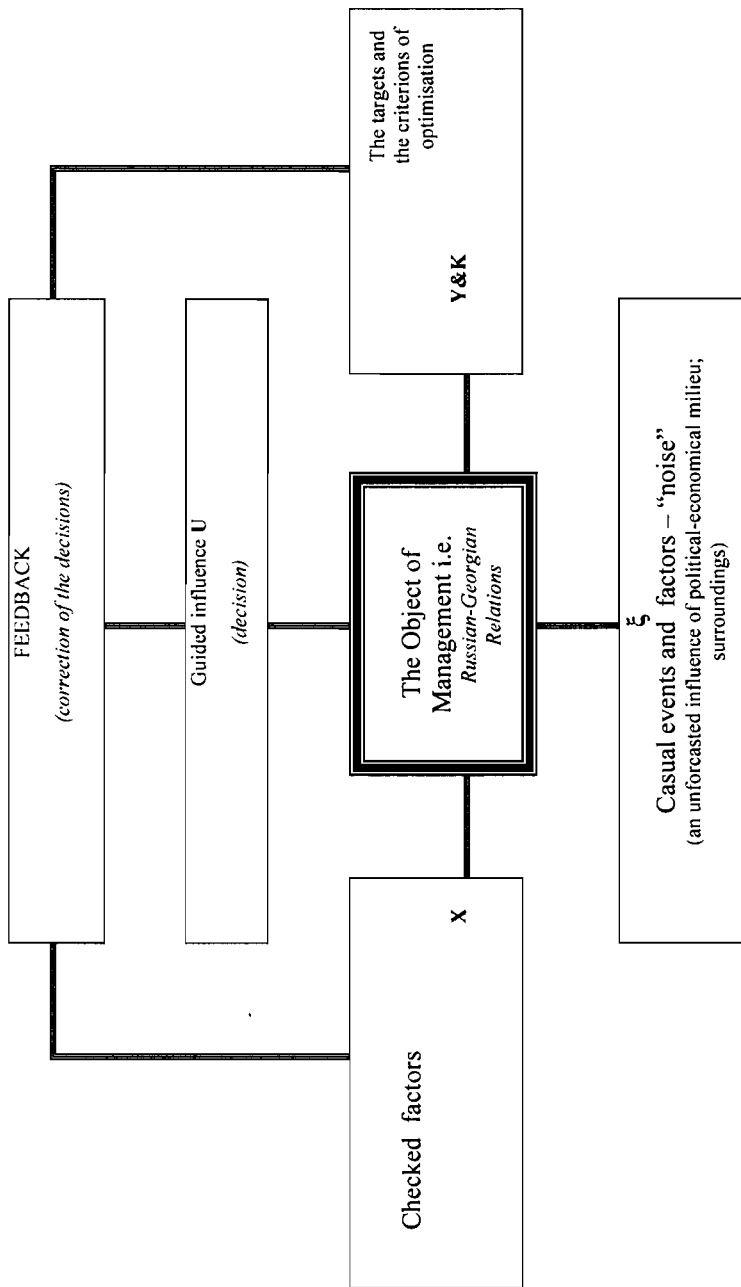 FEEDBACK
(correction of the decisions)
Guided influence U
(decision)
Checked factors
X
The Object of
Management i.e.
Russian-Georgian
Relations
The targets and
the criterions of
optimisation
Y&K
ξ
Casual events and factors – “noise”
(an unforcasted influence of political-economical milieu;
surroundings)